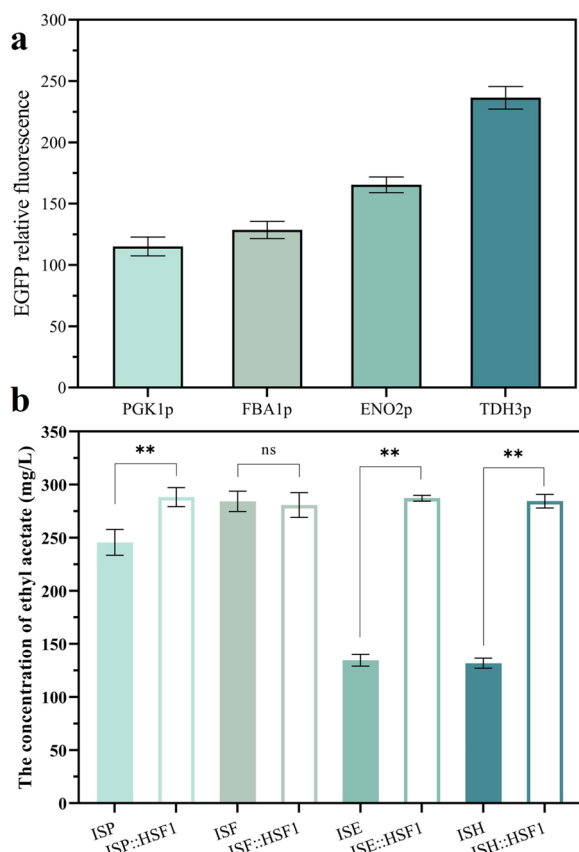 a
EGFP relative fluorescence
300
250
200
150
100
50
0
PGK1p FBA1p ENO2p TDH3p
b
The concentration of ethyl acetate (mg/L)
350
300
250
200
150
100
50
0
** ns ** **
ISP ISP::HSF1 ISF ISF::HSF1 ISE ISE::HSF1 ISH ISH::HSF1